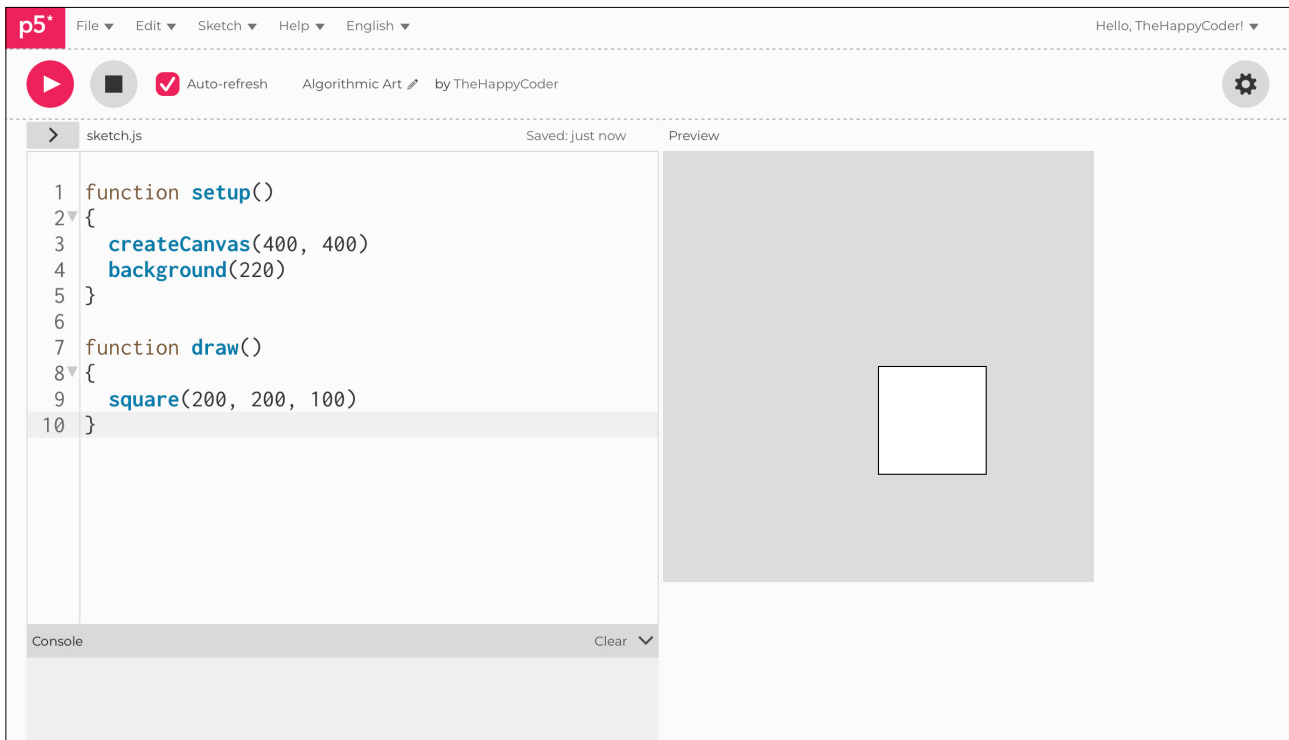 p5* File Edit Sketch Help English Hello, TheHappyCoder!
Auto-refresh Algorithmic Art by TheHappyCoder
sketch.js Saved: just now Preview
1 function setup()
2 {
3 createCanvas(400, 400)
4 background(220)
5 }
6
7 function draw()
8 {
9 square(200, 200, 100)
10 }
Console Clear